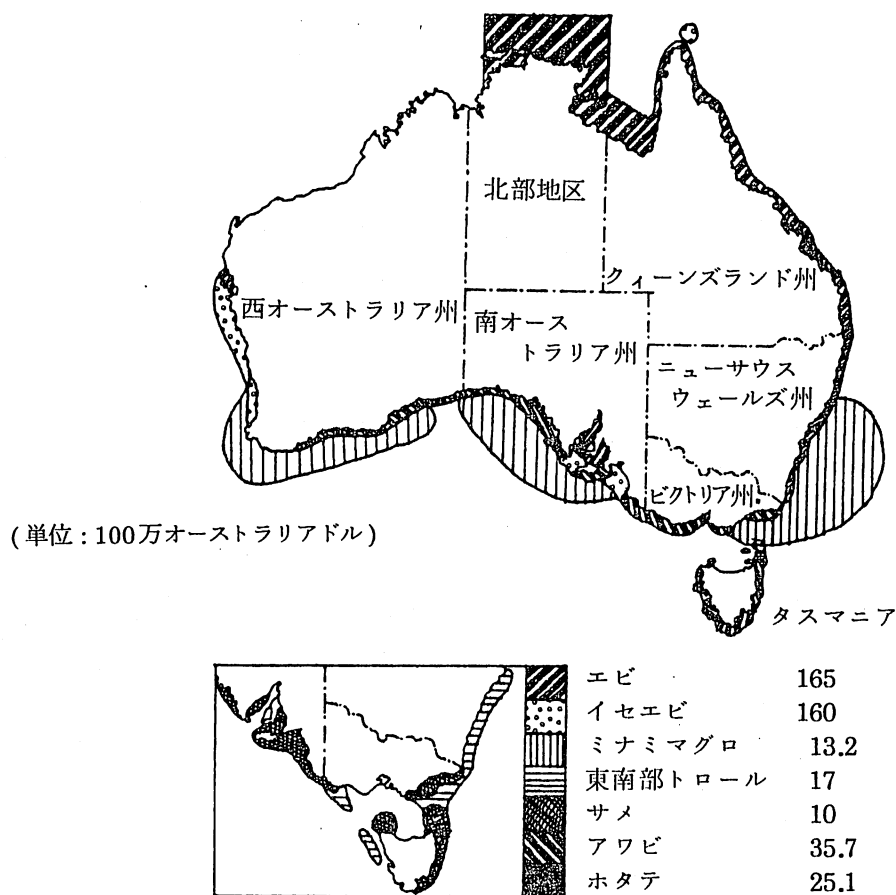 北部地区
クィーンズランド州
西オーストラリア州
南オース
トラリア州
ニューサウス
ウェールズ州
ビクトリア州
(単位:100万オーストラリアドル)
タスマニア
エビ 165
イセエビ 160
ミナミマグロ 13.2
東南部トロール 17
サメ 10
アワビ 35.7
ホタテ 25.1